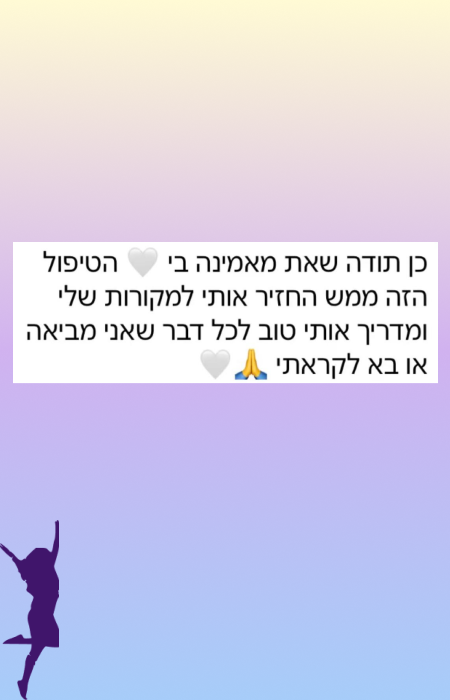 כן תודה שאת מאמינה בי 🤍 הטיפול
הזה ממש החזיר אותי למקורות שלי
ומדריך אותי טוב לכל דבר שאני מביאה
או בא לקראתי 🙏🤍